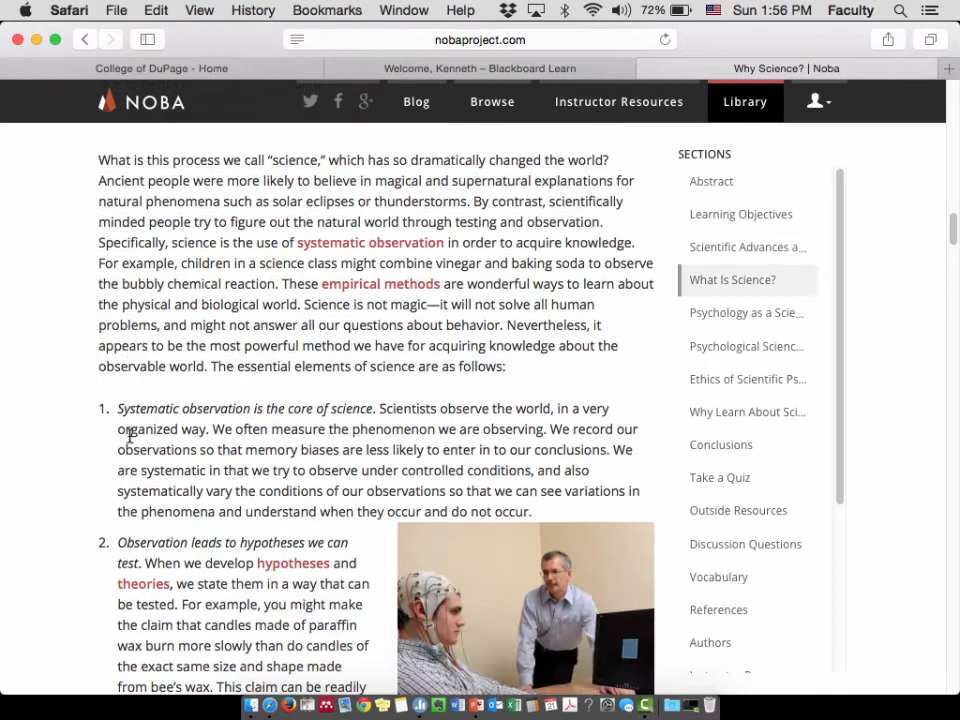 Safari File Edit View History Bookmarks Window Help 72% Sun 1:56 PM Faculty
nobaproject.com
College of DuPage - Home Welcome, Kenneth – Blackboard Learn Why Science? | Noba
NOBA Blog Browse Instructor Resources Library
What is this process we call “science,” which has so dramatically changed the world?
Ancient people were more likely to believe in magical and supernatural explanations for
natural phenomena such as solar eclipses or thunderstorms. By contrast, scientifically
minded people try to figure out the natural world through testing and observation.
Specifically, science is the use of systematic observation in order to acquire knowledge.
For example, children in a science class might combine vinegar and baking soda to observe
the bubbly chemical reaction. These empirical methods are wonderful ways to learn about
the physical and biological world. Science is not magic—it will not solve all human
problems, and might not answer all our questions about behavior. Nevertheless, it
appears to be the most powerful method we have for acquiring knowledge about the
observable world. The essential elements of science are as follows:
1. Systematic observation is the core of science. Scientists observe the world, in a very
organized way. We often measure the phenomenon we are observing. We record our
observations so that memory biases are less likely to enter in to our conclusions. We
are systematic in that we try to observe under controlled conditions, and also
systematically vary the conditions of our observations so that we can see variations in
the phenomena and understand when they occur and do not occur.
2. Observation leads to hypotheses we can
test. When we develop hypotheses and
theories, we state them in a way that can
be tested. For example, you might make
the claim that candles made of paraffin
wax burn more slowly than do candles of
the exact same size and shape made
from bee’s wax. This claim can be readily
SECTIONS
Abstract
Learning Objectives
Scientific Advances a...
What Is Science?
Psychology as a Scie...
Psychological Scienc...
Ethics of Scientific Ps...
Why Learn About Sci...
Conclusions
Take a Quiz
Outside Resources
Discussion Questions
Vocabulary
References
Authors